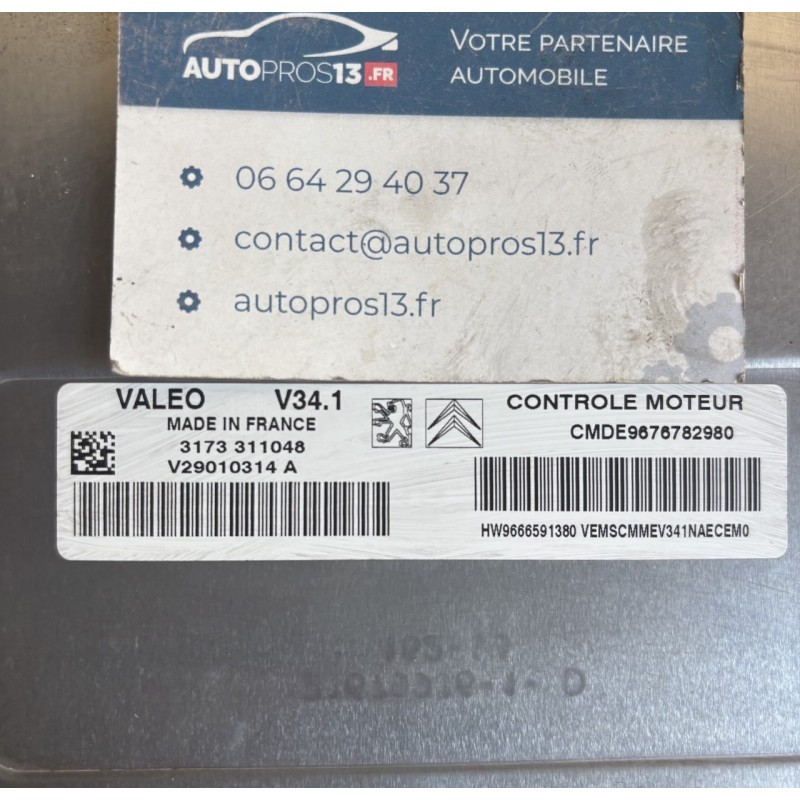 AUTOPROS13.FR
VOTRE PARTENAIRE
AUTOMOBILE
06 64 29 40 37
contact@autopros13.fr
autopros13.fr
VALEO V34.1
MADE IN FRANCE
3173 311048
V29010314 A
CONTROLE MOTEUR
CMDE9676782980
HW9666591380 VEMSCMMEV341NAECEM0